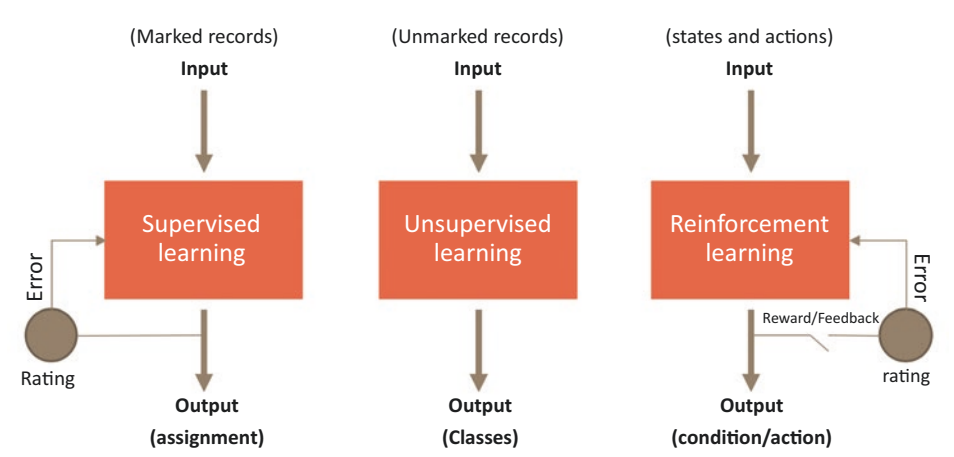 (Marked records)
Input
Supervised
learning
Error
Rating
Output
(assignment)
(Unmarked records)
Input
Unsupervised
learning
Output
(Classes)
(states and actions)
Input
Reinforcement
learning
Error
Reward/Feedback
rating
Output
(condition/action)